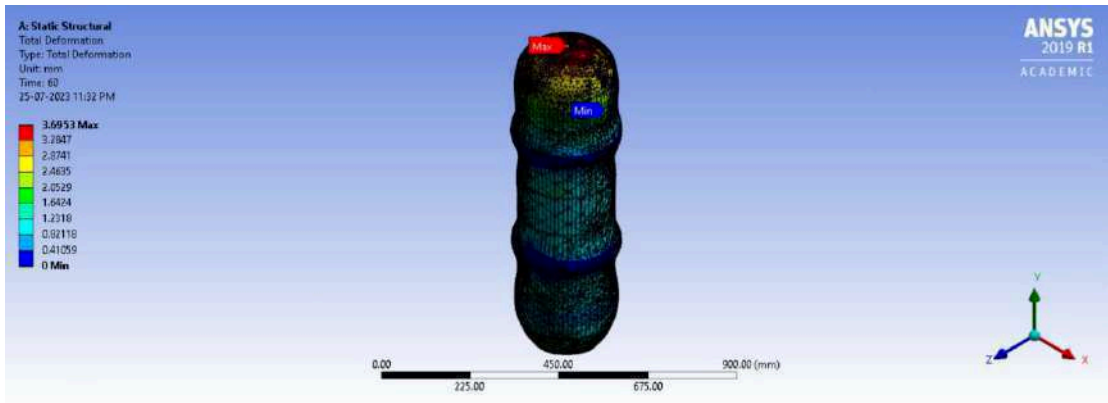 A: Static Structural
Total Deformation
Type: Total Deformation
Unit: mm
Time: 60
25-07-2023 11:32 PM
3.6953 Max
3.2847
2.8741
2.4635
2.0529
1.6424
1.2318
0.82118
0.41059
0 Min
Max
Min
ANSYS
2019 R1
ACADEMIC
0.00
450.00
900.00 (mm)
225.00
675.00
Y
Z
X